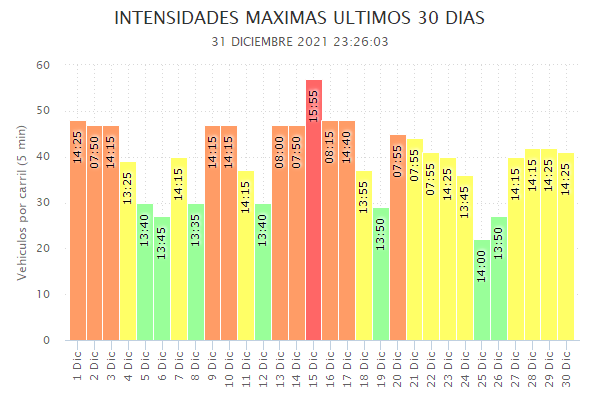 INTENSIDADES MAXIMAS ULTIMOS 30 DIAS
31 DICIEMBRE 2021 23:26:03
Vehiculos por carril (5 min)
60
50
40
30
20
10
0
14:25
07:50
14:15
13:25
13:40
13:45
14:15
13:35
14:15
14:15
14:15
13:40
08:00
07:50
15:55
08:15
14:40
13:55
13:50
07:55
07:55
07:55
14:25
13:45
14:00
13:50
14:15
14:15
14:25
14:25
1 Dic
2 Dic
3 Dic
4 Dic
5 Dic
6 Dic
7 Dic
8 Dic
9 Dic
10 Dic
11 Dic
12 Dic
13 Dic
14 Dic
15 Dic
16 Dic
17 Dic
18 Dic
19 Dic
20 Dic
21 Dic
22 Dic
23 Dic
24 Dic
25 Dic
26 Dic
27 Dic
28 Dic
29 Dic
30 Dic